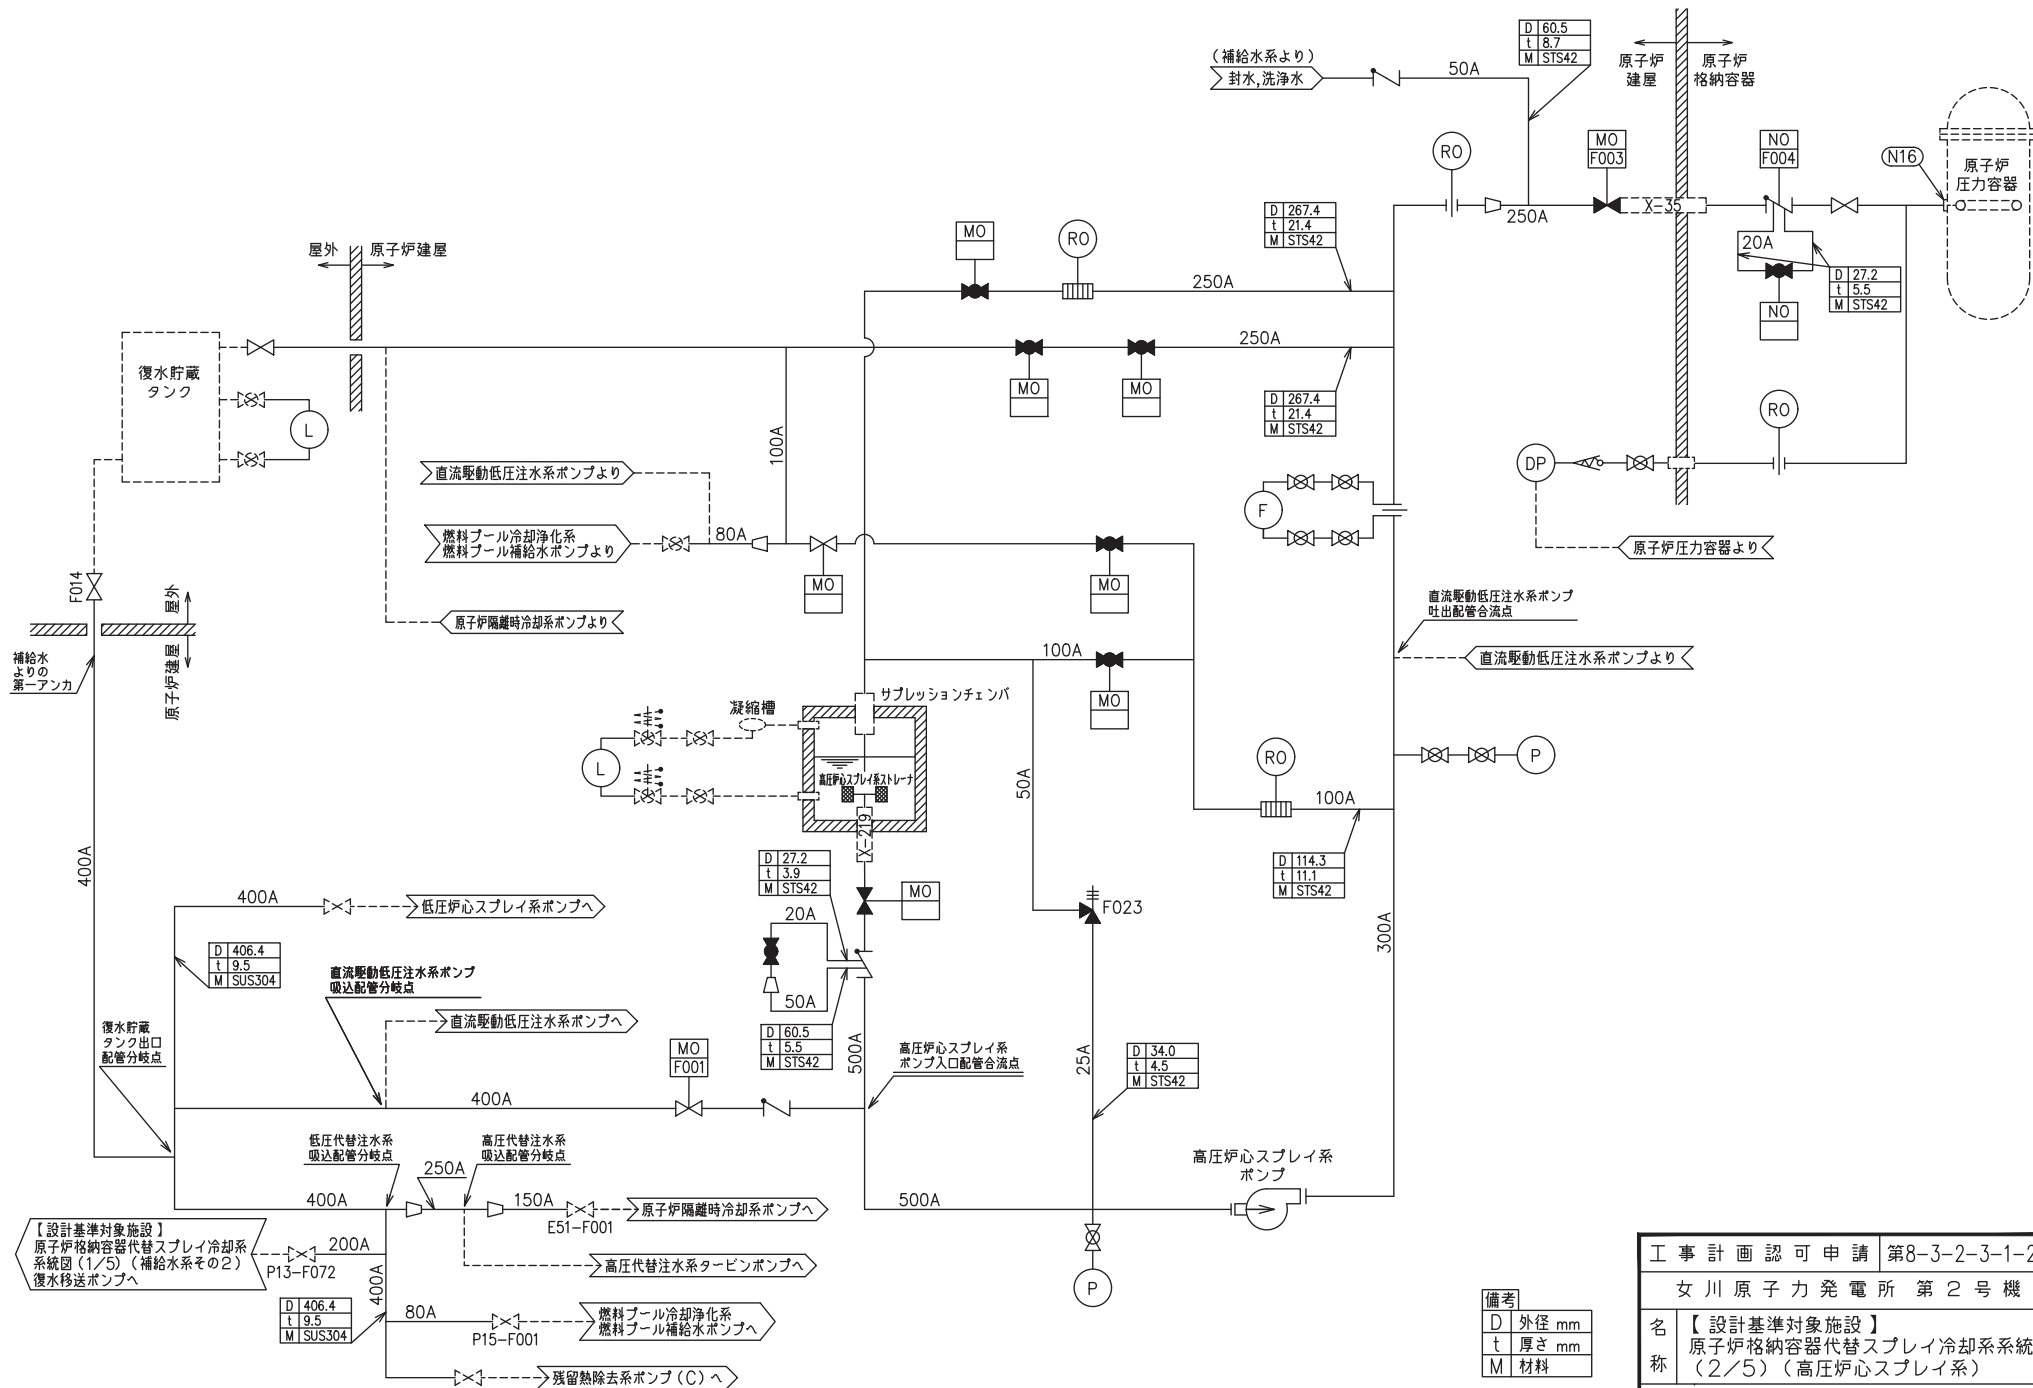 (補給水系より)
封水,洗浄水
50A
D 60.5
t 8.7
M STS42
原子炉
建屋
原子炉
格納容器
RO
MO
F003
NO
F004
N16
原子炉
圧力容器
250A
X-35
20A
D 27.2
t 5.5
M STS42
NO
屋外
原子炉建屋
MO
RO
250A
D 267.4
t 21.4
M STS42
復水貯蔵
タンク
L
MO
MO
250A
D 267.4
t 21.4
M STS42
RO
DP
原子炉圧力容器より
F
100A
直流駆動低圧注水系ポンプより
燃料プール冷却浄化系
燃料プール補給水ポンプより
80A
MO
MO
原子炉隔離時冷却系ポンプより
F014
屋外
原子炉建屋
補給水
よりの
第一アンカ
直流駆動低圧注水系ポンプ
吐出配管合流点
直流駆動低圧注水系ポンプより
100A
MO
サプレッションチェンバ
凝縮槽
L
高圧炉心スプレイ系ストレーナ
X-219
50A
RO
100A
P
D 114.3
t 11.1
M STS42
400A
400A
低圧炉心スプレイ系ポンプへ
D 406.4
t 9.5
M SUS304
D 27.2
t 3.9
M STS42
MO
20A
50A
D 60.5
t 5.5
M STS42
500A
F023
300A
直流駆動低圧注水系ポンプ
吸込配管分岐点
直流駆動低圧注水系ポンプへ
復水貯蔵
タンク出口
配管分岐点
MO
F001
高圧炉心スプレイ系
ポンプ入口配管合流点
25A
D 34.0
t 4.5
M STS42
400A
低圧代替注水系
吸込配管分岐点
高圧代替注水系
吸込配管分岐点
250A
400A
150A
E51-F001
原子炉隔離時冷却系ポンプへ
500A
高圧炉心スプレイ系
ポンプ
【設計基準対象施設】
原子炉格納容器代替スプレイ冷却系
系統図(1/5)(補給水系その2)
復水移送ポンプへ
200A
P13-F072
400A
高圧代替注水系タービンポンプへ
P
D 406.4
t 9.5
M SUS304
80A
P15-F001
燃料プール冷却浄化系
燃料プール補給水ポンプへ
残留熱除去系ポンプ(C)へ
備考
D 外径 mm
t 厚さ mm
M 材料
工事計画認可申請 第8-3-2-3-1-2
女川原子力発電所 第2号機
名称
【設計基準対象施設】
原子炉格納容器代替スプレイ冷却系系統
(2/5)(高圧炉心スプレイ系)